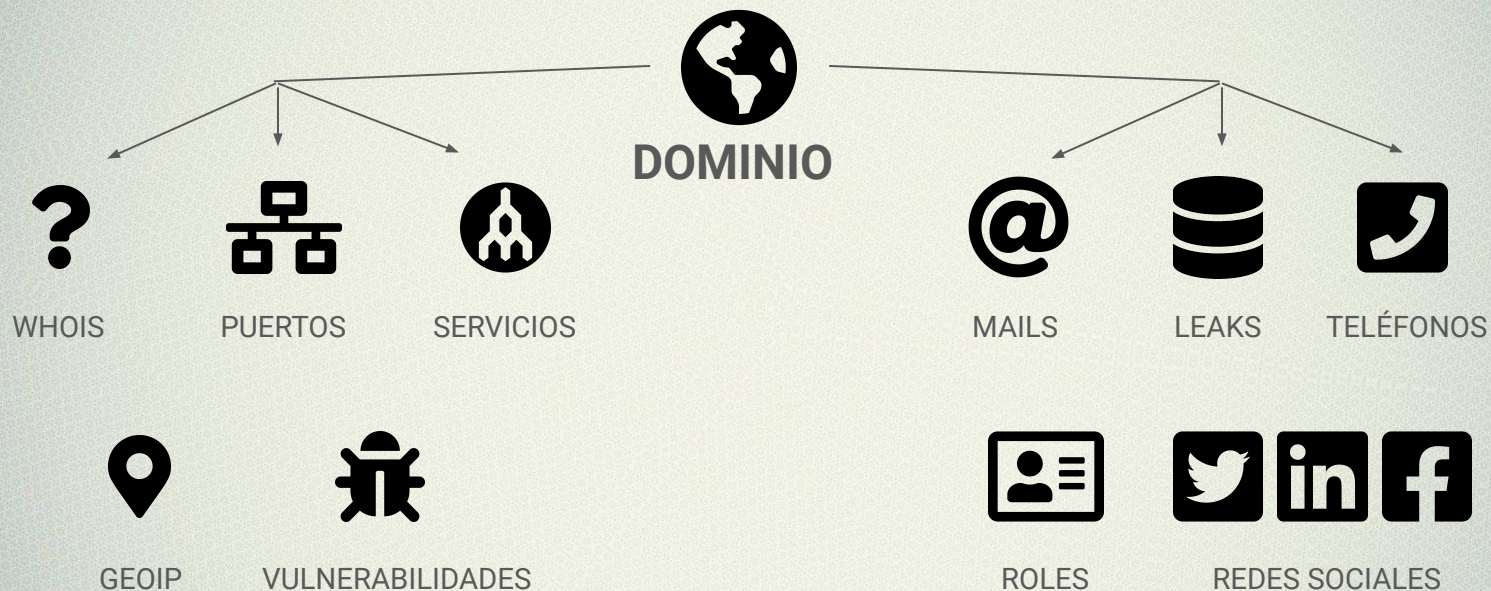 DOMINIO
WHOIS
PUERTOS
SERVICIOS
MAILS
LEAKS
TELÉFONOS
GEOIP
VULNERABILIDADES
ROLES
REDES SOCIALES